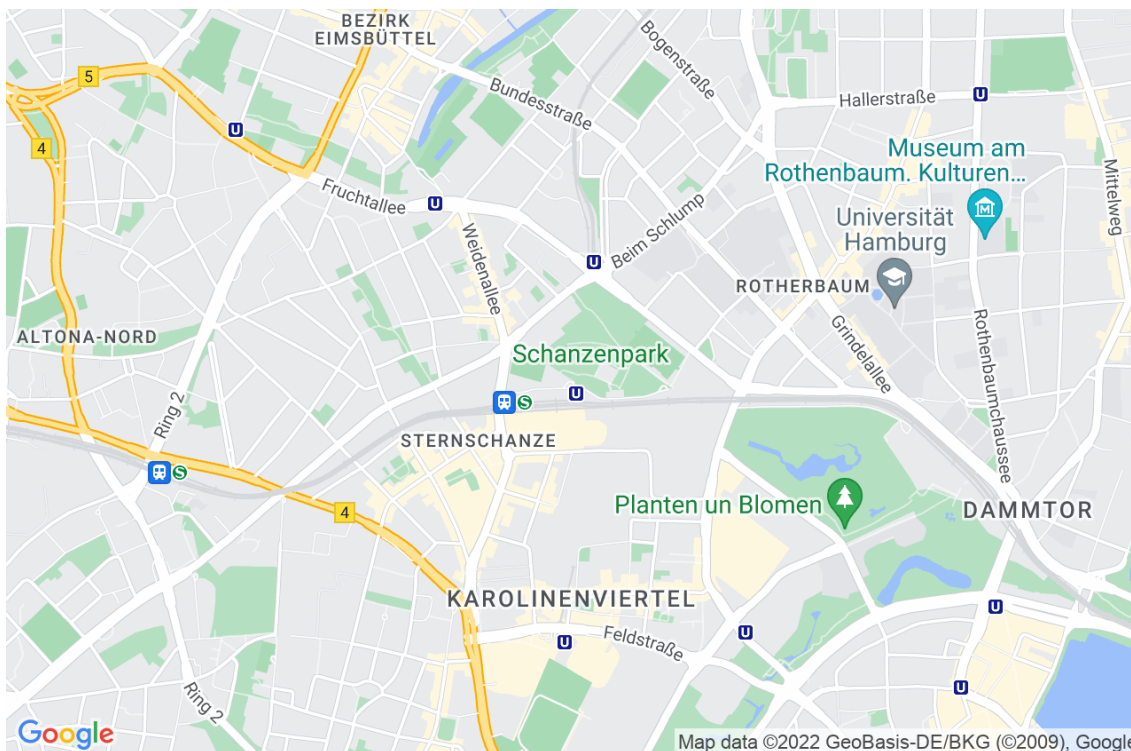 BEZIRK
EIMSBÜTTEL
Bogenstraße
5
Bundesstraße
Hallerstraße
U
4
U
Museum am
Rothenbaum. Kulturen...
M
Mittelweg
Fruchtallee
U
Weidenallee
Beim Schlump
U
Universität
Hamburg
ROTHERBAUM
ALTONA-NORD
Schanzenpark
Grindelallee
Rothenbaumchaussee
Ring 2
S
U
STERNSCHANZE
S
4
Planten un Blomen
DAMMTOR
KAROLINENVIERTEL
U
Feldstraße
U
U
Ring 2
U
Google
Map data ©2022 GeoBasis-DE/BKG (©2009), Google